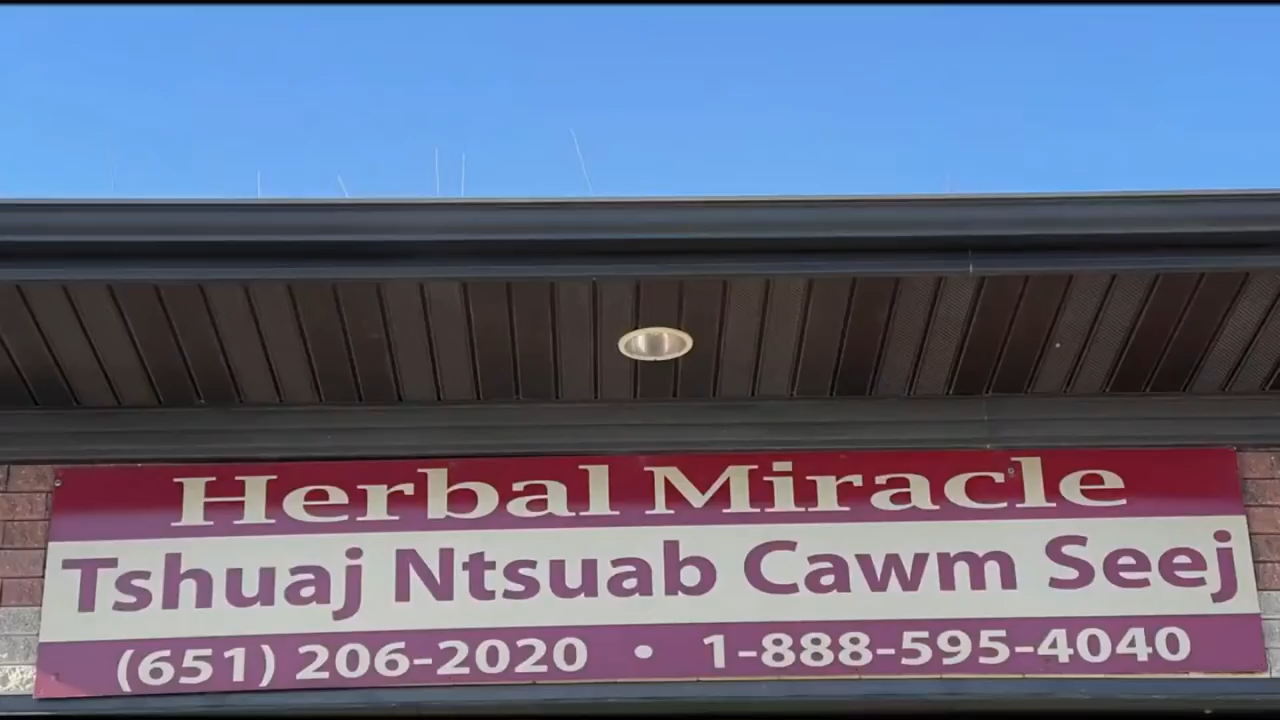 Herbal Miracle
Tshuaj Ntsuab Cawm Seej
(651) 206-2020 • 1-888-595-4040